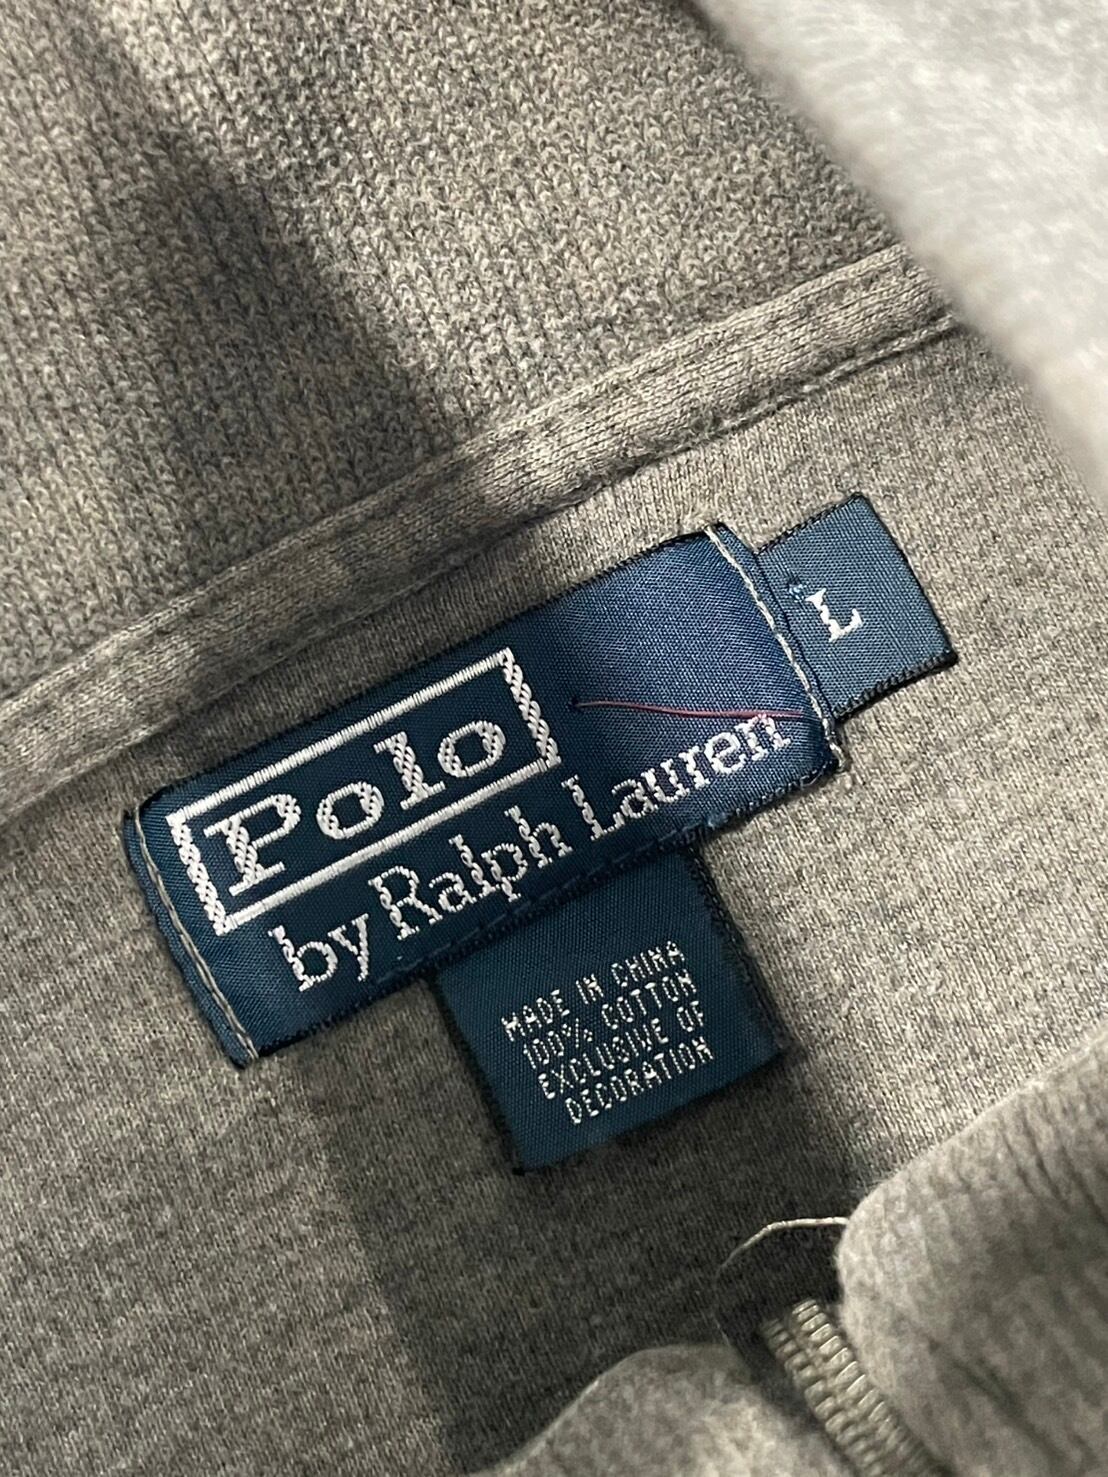 Polo
by Ralph Lauren
L
MADE IN CHINA
100% COTTON
EXCLUSIVE OF
DECORATION